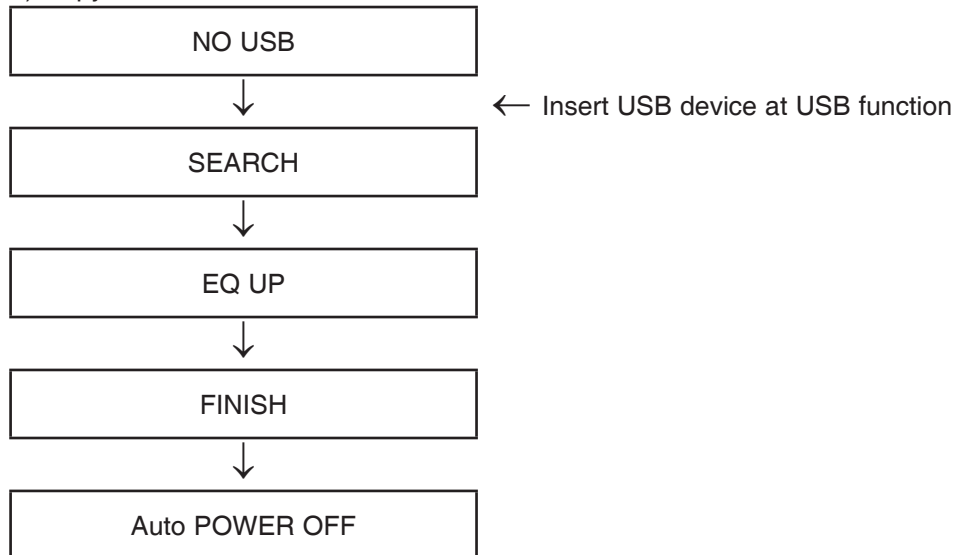 NO USB
↓
← Insert USB device at USB function
SEARCH
↓
EQ UP
↓
FINISH
↓
Auto POWER OFF